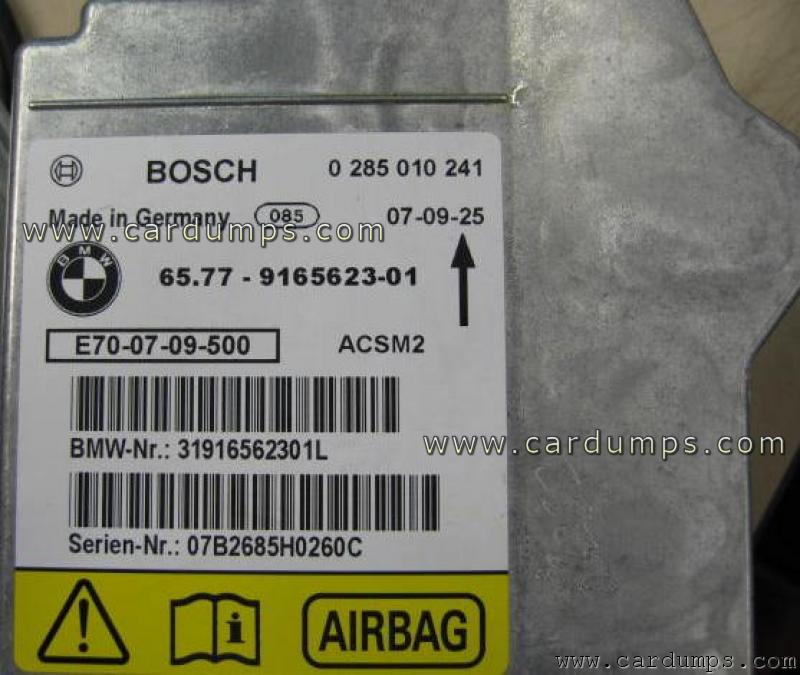 BOSCH 0 285 010 241
Made in Germany 085 07-09-25
www.cardumps.com
BMW
65.77 - 9165623-01
E70-07-09-500 ACSM2
BMW-Nr.: 31916562301L
www.cardumps.com
Serien-Nr.: 07B2685H0260C
i AIRBAG
www.cardumps.com